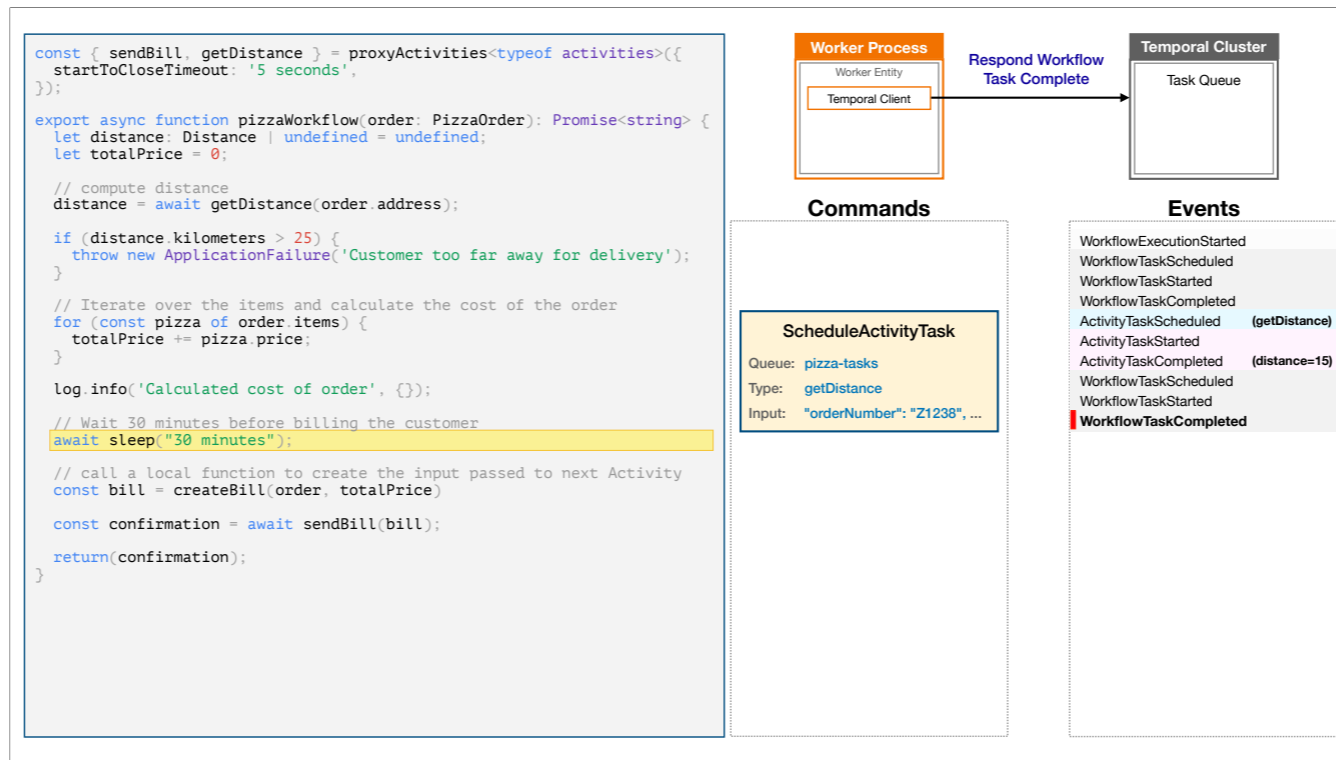 const { sendBill, getDistance } = proxyActivities<typeof activities>({
  startToCloseTimeout: '5 seconds',
});
export async function pizzaWorkflow(order: PizzaOrder): Promise<string> {
  let distance: Distance | undefined = undefined;
  let totalPrice = 0;
  // compute distance
  distance = await getDistance(order.address);
  if (distance.kilometers > 25) {
    throw new ApplicationFailure('Customer too far away for delivery');
  }
  // Iterate over the items and calculate the cost of the order
  for (const pizza of order.items) {
    totalPrice += pizza.price;
  }
  log.info('Calculated cost of order', {});
  // Wait 30 minutes before billing the customer
  await sleep("30 minutes");
  // call a local function to create the input passed to next Activity
  const bill = createBill(order, totalPrice)
  const confirmation = await sendBill(bill);
  return(confirmation);
}
Worker Process
Worker Entity
Temporal Client
Respond Workflow
Task Complete
Temporal Cluster
Task Queue
Commands
ScheduleActivityTask
Queue: pizza-tasks
Type: getDistance
Input: "orderNumber": "Z1238", ...
Events
WorkflowExecutionStarted
WorkflowTaskScheduled
WorkflowTaskStarted
WorkflowTaskCompleted
ActivityTaskScheduled (getDistance)
ActivityTaskStarted
ActivityTaskCompleted (distance=15)
WorkflowTaskScheduled
WorkflowTaskStarted
WorkflowTaskCompleted